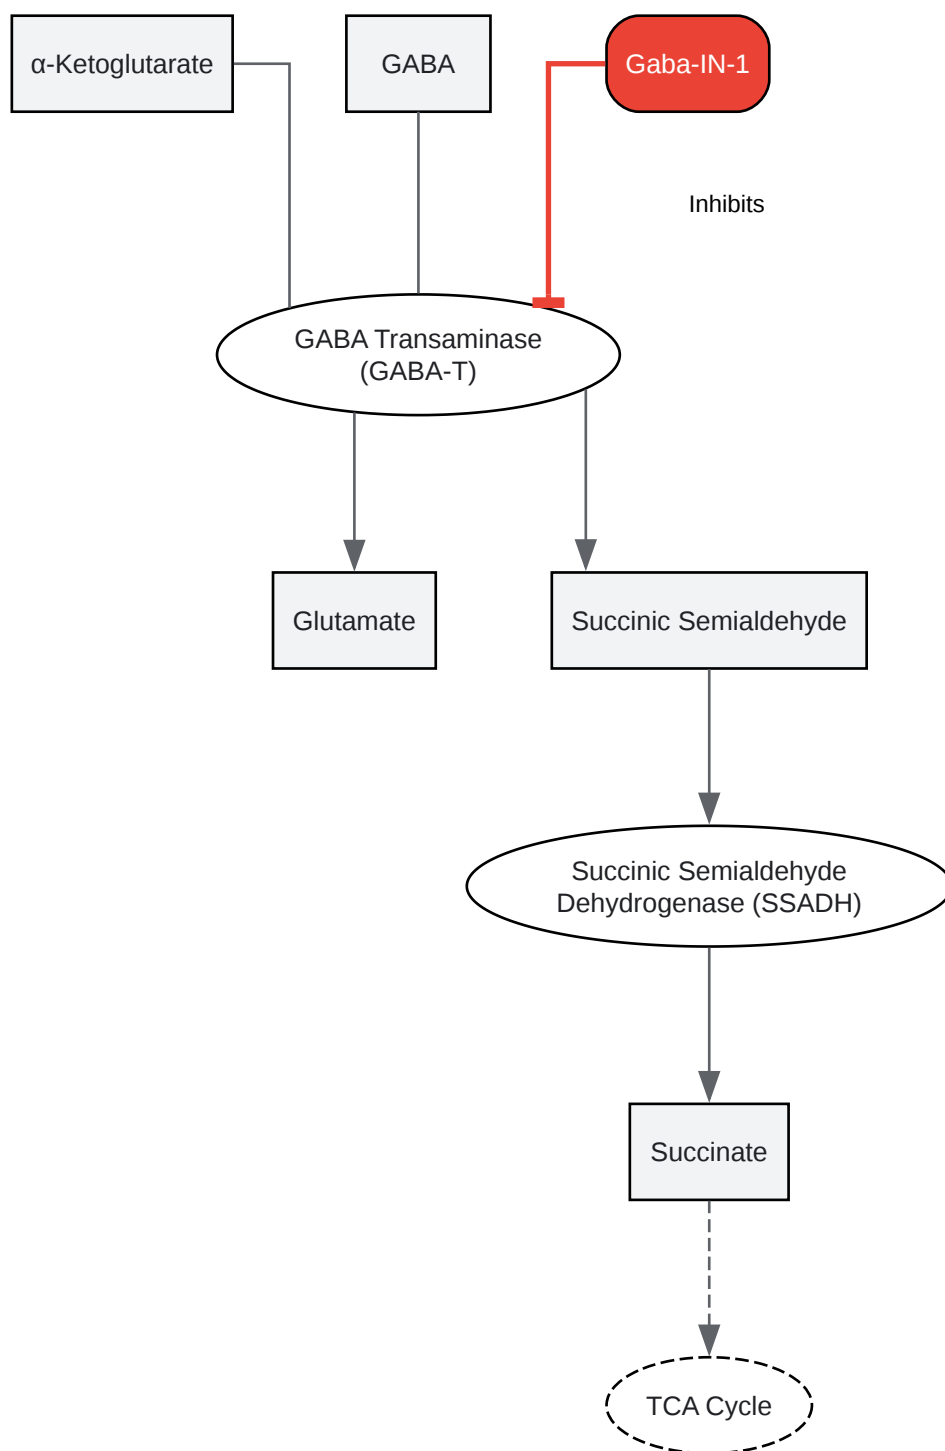 α-Ketoglutarate
GABA
Gaba-IN-1
Inhibits
GABA Transaminase
(GABA-T)
Glutamate
Succinic Semialdehyde
Succinic Semialdehyde
Dehydrogenase (SSADH)
Succinate
TCA Cycle